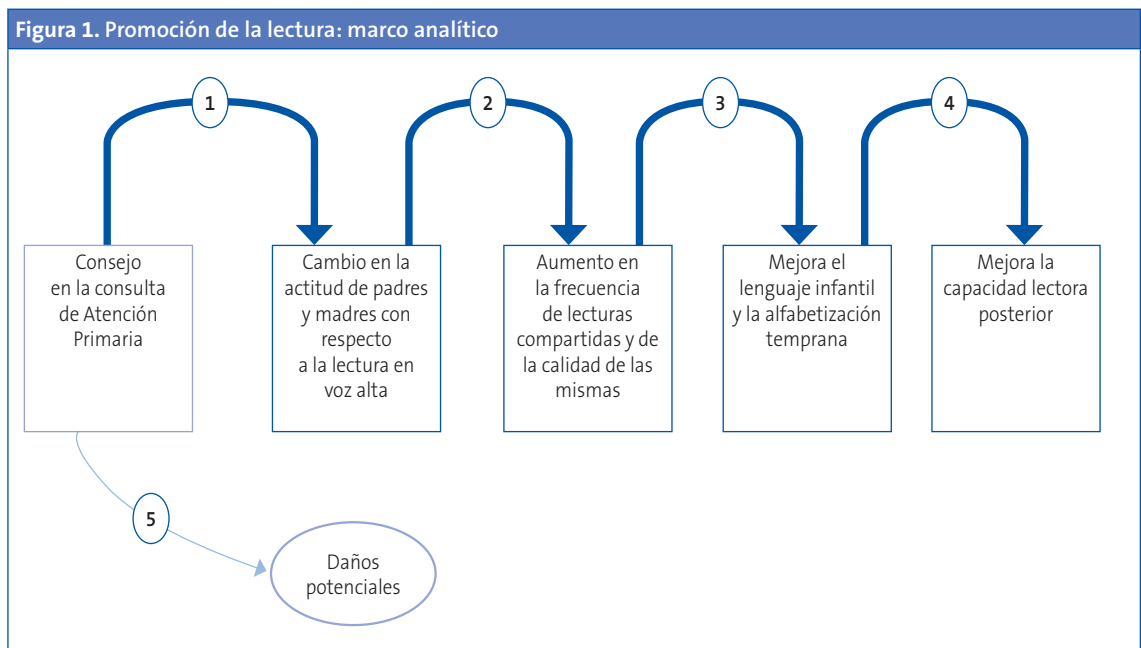 Figura 1. Promoción de la lectura: marco analítico
1
2
3
4
Consejo
en la consulta
de Atención
Primaria
Cambio en la
actitud de padres
y madres con
respecto
a la lectura en
voz alta
Aumento en
la frecuencia
de lecturas
compartidas y de
la calidad de las
mismas
Mejora el
lenguaje infantil
y la alfabetización
temprana
Mejora la
capacidad lectora
posterior
5
Daños
potenciales